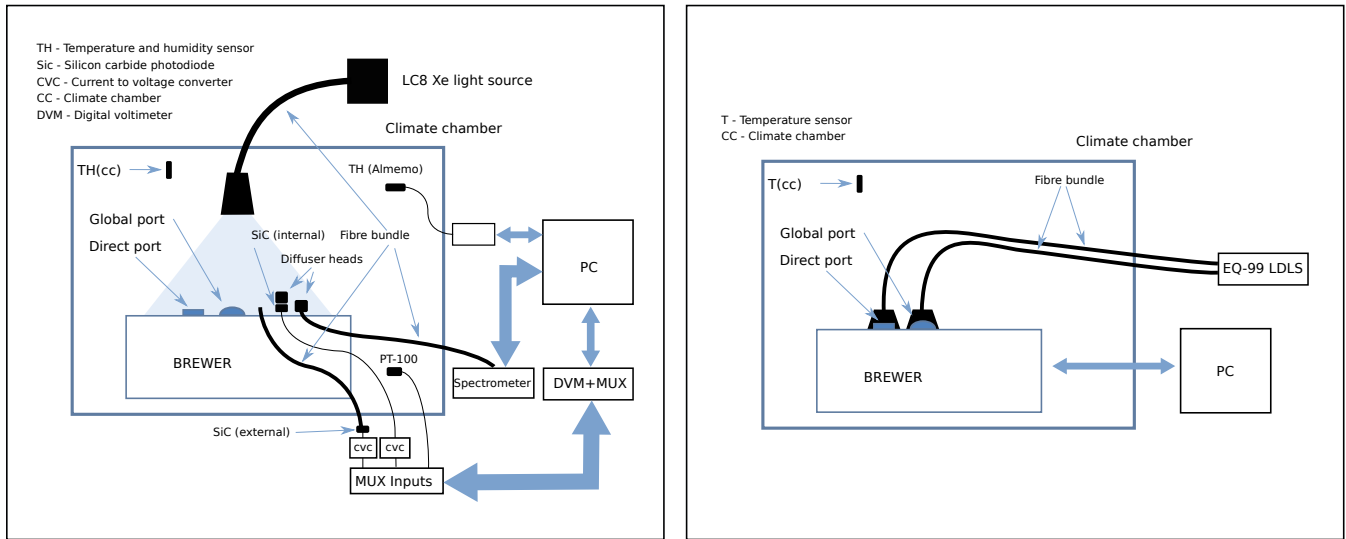 TH - Temperature and humidity sensor
Sic - Silicon carbide photodiode
CVC - Current to voltage converter
CC - Climate chamber
DVM - Digital voltimeter
LC8 Xe light source
Climate chamber
TH(cc)
TH (Almemo)
Global port
SiC (internal)
Fibre bundle
Direct port
Diffuser heads
PC
BREWER
PT-100
Spectrometer
DVM+MUX
SiC (external)
cvc
cvc
MUX Inputs
T - Temperature sensor
CC - Climate chamber
Climate chamber
T(cc)
Fibre bundle
Global port
Direct port
EQ-99 LDLS
BREWER
PC